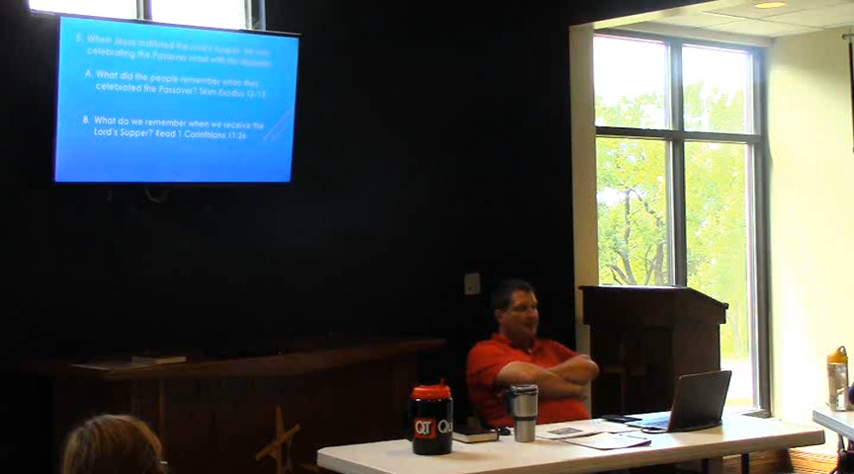 5. When Jesus instituted the Lord's Supper, He was
celebrating the Passover meal with His disciples.
A. What did the people remember when they
celebrated the Passover? Skim Exodus 12-13
B. What do we remember when we receive the
Lord's Supper? Read 1 Corinthians 11:26
QT Qu